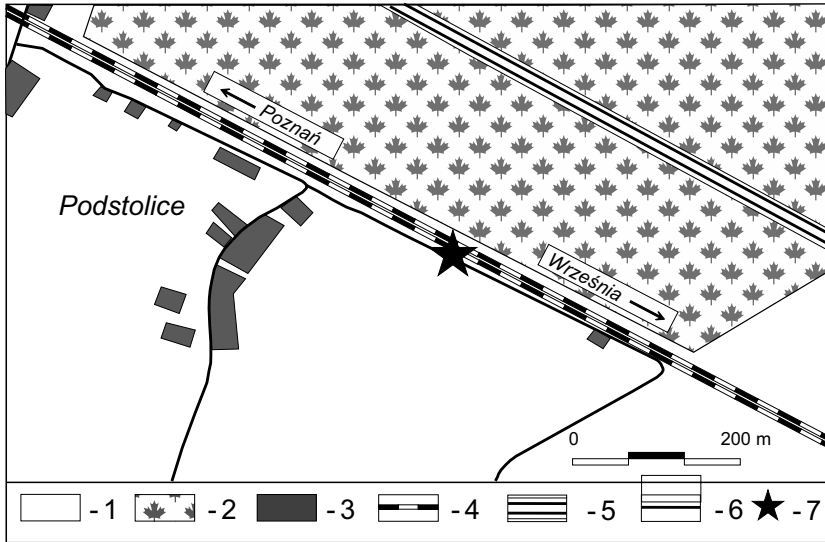 Poznań
Podstolice
Września
0 200 m
- 1 - 2 - 3 - 4 - 5 - 6 - 7